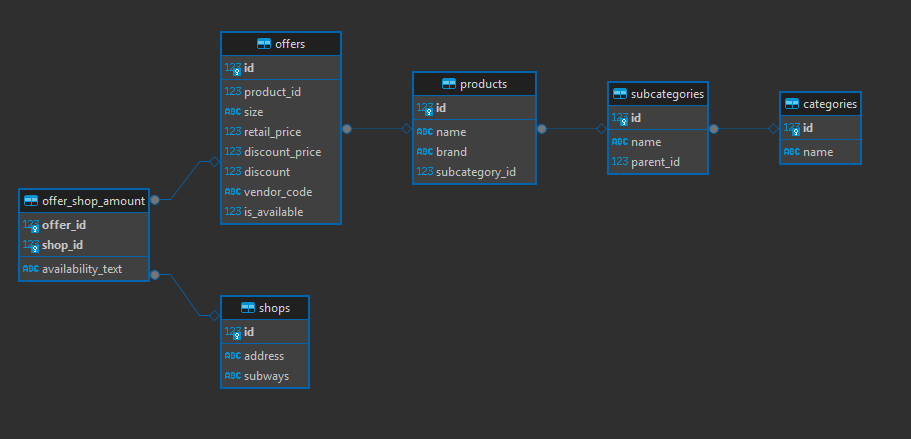 offers
123 id
123 product_id
ABC size
123 retail_price
123 discount_price
123 discount
ABC vendor_code
123 is_available
products
123 id
ABC name
ABC brand
123 subcategory_id
subcategories
123 id
ABC name
123 parent_id
categories
123 id
ABC name
offer_shop_amount
123 offer_id
123 shop_id
ABC availability_text
shops
123 id
ABC address
ABC subways